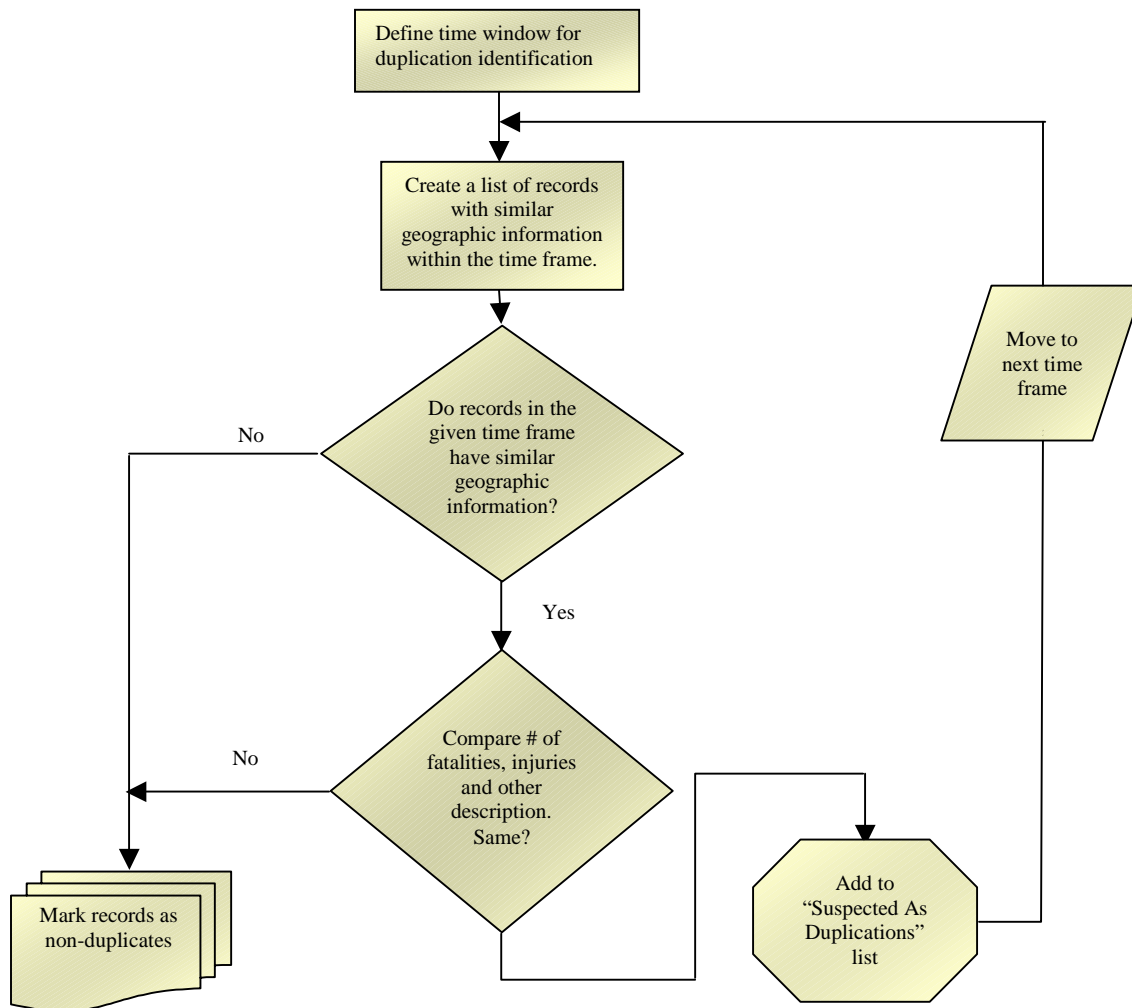 Define time window for
duplication identification
Create a list of records
with similar
geographic information
within the time frame.
Move to
next time
frame
Do records in the
given time frame
have similar
geographic
information?
No
Yes
Compare # of
fatalities, injuries
and other
description.
Same?
No
Add to
“Suspected As
Duplications”
list
Mark records as
non-duplicates